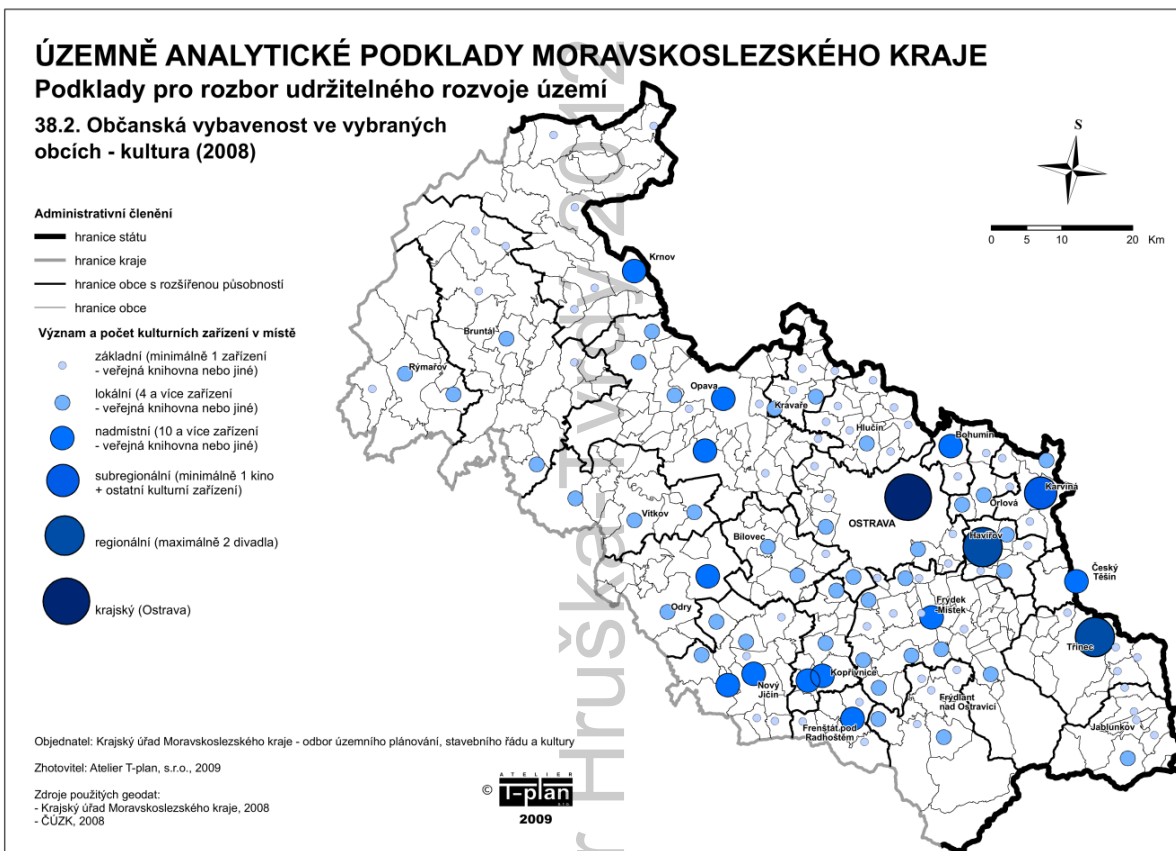 ÚZEMNĚ ANALYTICKÉ PODKLADY MORAVSKOSLEZSKÉHO KRAJE
Podklady pro rozbor udržitelného rozvoje území
38.2. Občanská vybavenost ve vybraných
obcích - kultura (2008)
S
0 5 10 20 Km
Administrativní členění
hranice státu
hranice kraje
hranice obce s rozšířenou působností
hranice obce
Význam a počet kulturních zařízení v místě
základní (minimálně 1 zařízení
- veřejná knihovna nebo jiné)
lokální (4 a více zařízení
- veřejná knihovna nebo jiné)
nadmístní (10 a více zařízení
- veřejná knihovna nebo jiné)
subregionální (minimálně 1 kino
+ ostatní kulturní zařízení)
regionální (maximálně 2 divadla)
krajský (Ostrava)
Krnov
Bruntál
Rýmařov
Opava
Kravaře
Hlučín
Bohumín
Karviná
Orlová
OSTRAVA
Havířov
Vítkov
Bílovec
Český
Těšín
Odry
Frýdek
-Místek
Třinec
Nový
Jičín
Kopřivnice
Frýdlant
nad Ostravicí
Frenštát pod
Radhoštěm
Jablunkov
Objednatel: Krajský úřad Moravskoslezského kraje - odbor územního plánování, stavebního řádu a kultury
Zhotovitel: Atelier T-plan, s.r.o., 2009
Zdroje použitých geodat:
- Krajský úřad Moravskoslezského kraje, 2008
- ČÚZK, 2008
© ATELIER
T-plan
s.r.o.
2009
Hruška-Tvrdý 2012